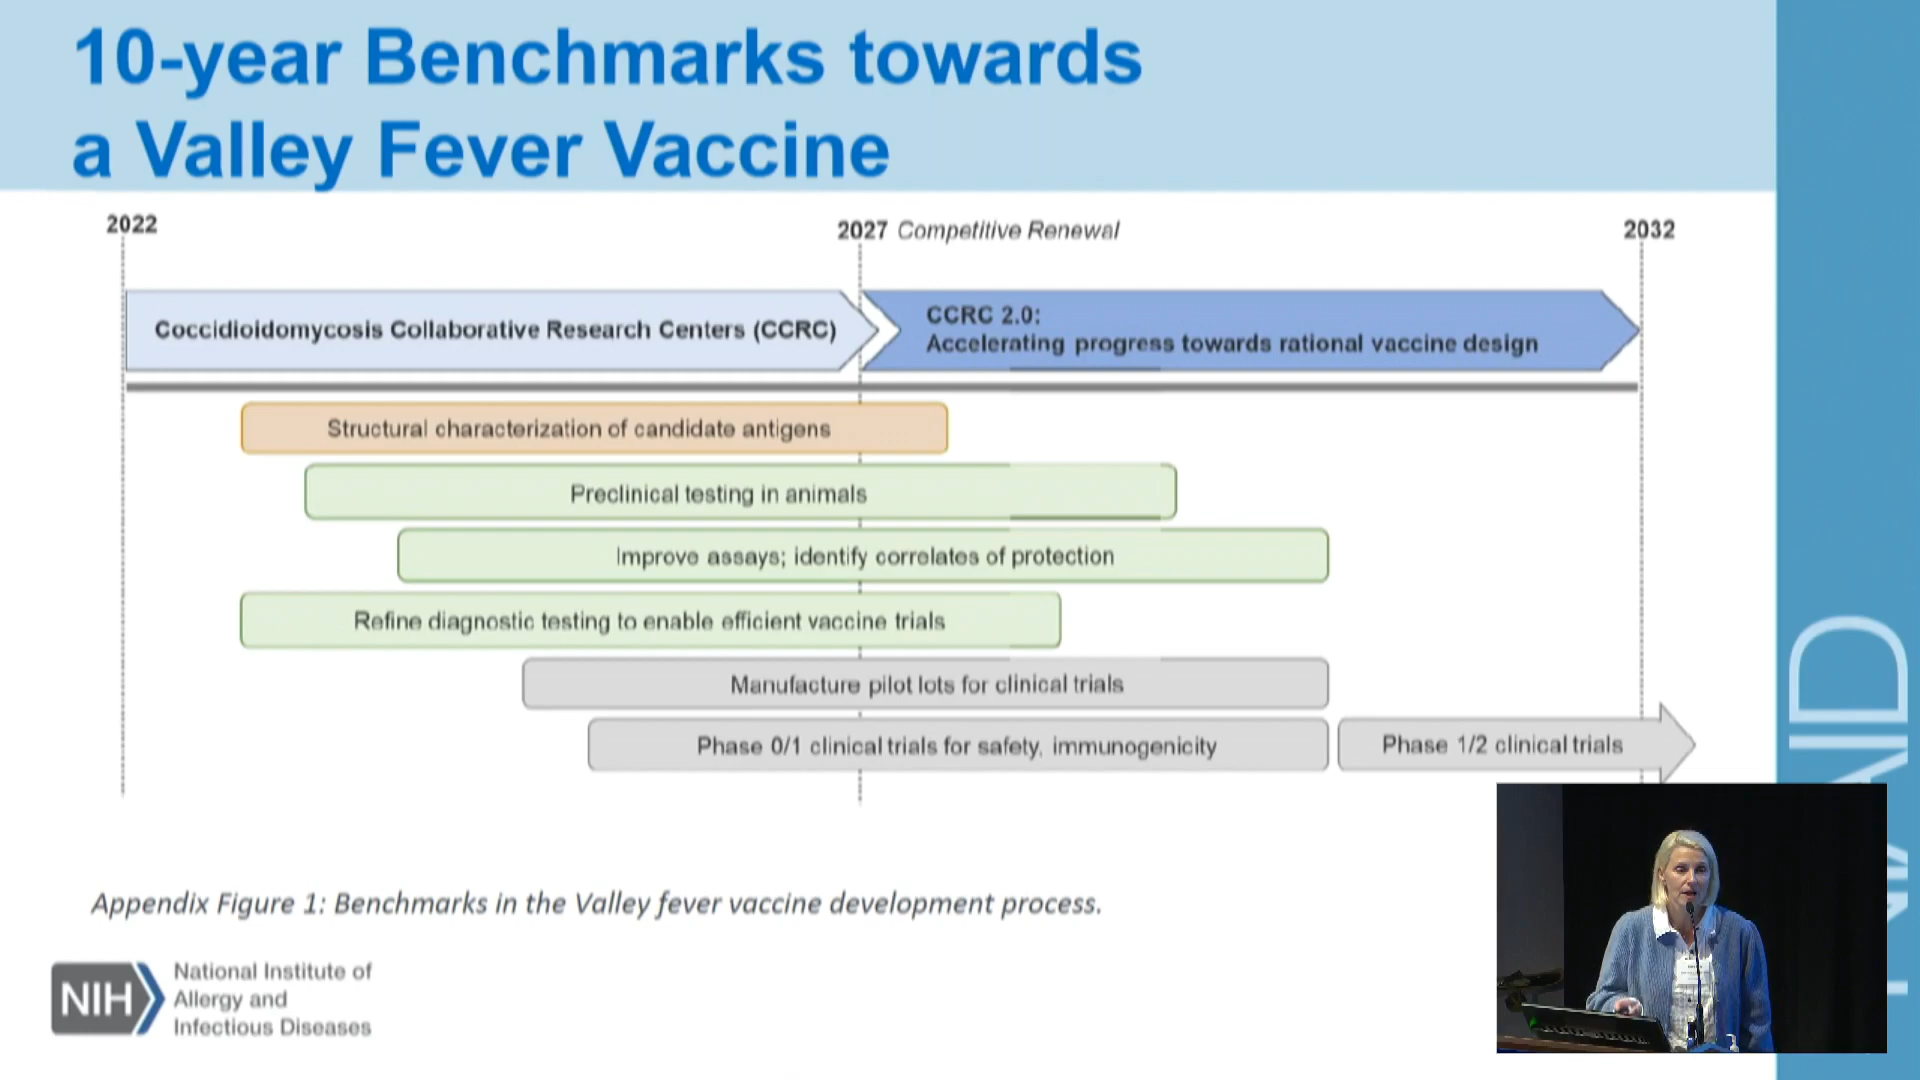 10-year Benchmarks towards
a Valley Fever Vaccine
2022
2027 Competitive Renewal
2032
Coccidioidomycosis Collaborative Research Centers (CCRC)
CCRC 2.0:
Accelerating progress towards rational vaccine design
Structural characterization of candidate antigens
Preclinical testing in animals
Improve assays; identify correlates of protection
Refine diagnostic testing to enable efficient vaccine trials
Manufacture pilot lots for clinical trials
Phase 0/1 clinical trials for safety, immunogenicity
Phase 1/2 clinical trials
Appendix Figure 1: Benchmarks in the Valley fever vaccine development process.
NIH
National Institute of
Allergy and
Infectious Diseases